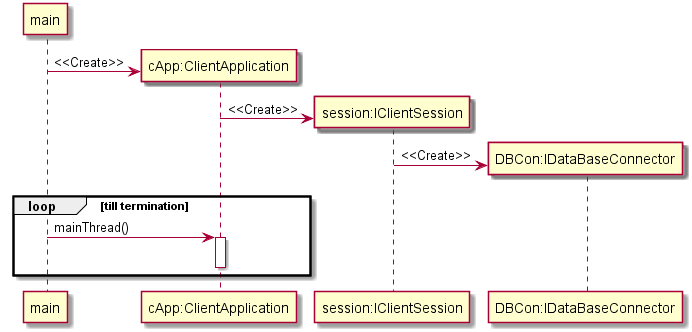 main
<<Create>>
cApp:ClientApplication
<<Create>>
session:IClientSession
<<Create>>
DBCon:IDataBaseConnector
loop [till termination]
mainThread()
main cApp:ClientApplication session:IClientSession DBCon:IDataBaseConnector